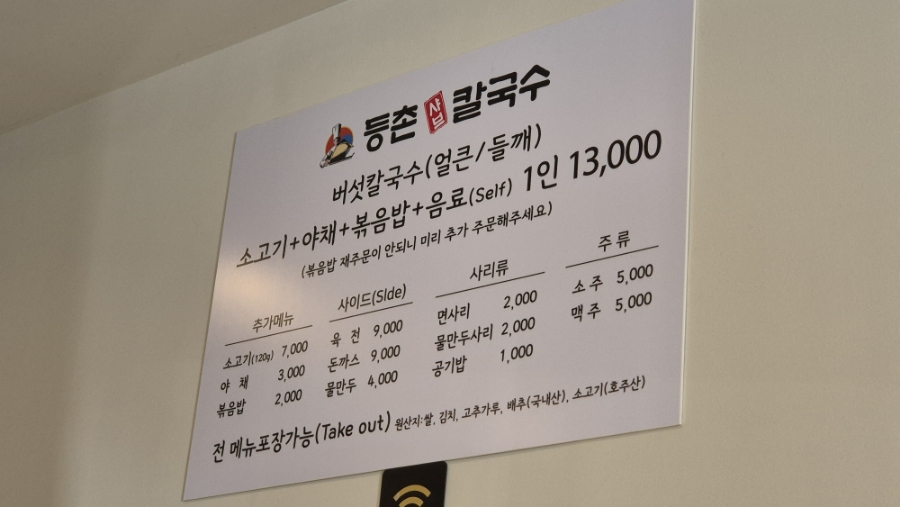 등촌 샤브 칼국수
버섯칼국수(얼큰/들깨)
소고기+야채+볶음밥+음료(Self) 1인 13,000
(볶음밥 재주문이 안되니 미리 추가 주문해주세요)
추가메뉴
소고기(120g) 7,000
야 채 3,000
볶음밥 2,000
사이드(SIde)
육 전 9,000
돈까스 9,000
물만두 4,000
사리류
면사리 2,000
물만두사리 2,000
공기밥 1,000
주 류
소 주 5,000
맥 주 5,000
전 메뉴포장가능(Take out) 원산지:쌀, 김치, 고추가루, 배추(국내산), 소고기(호주산)